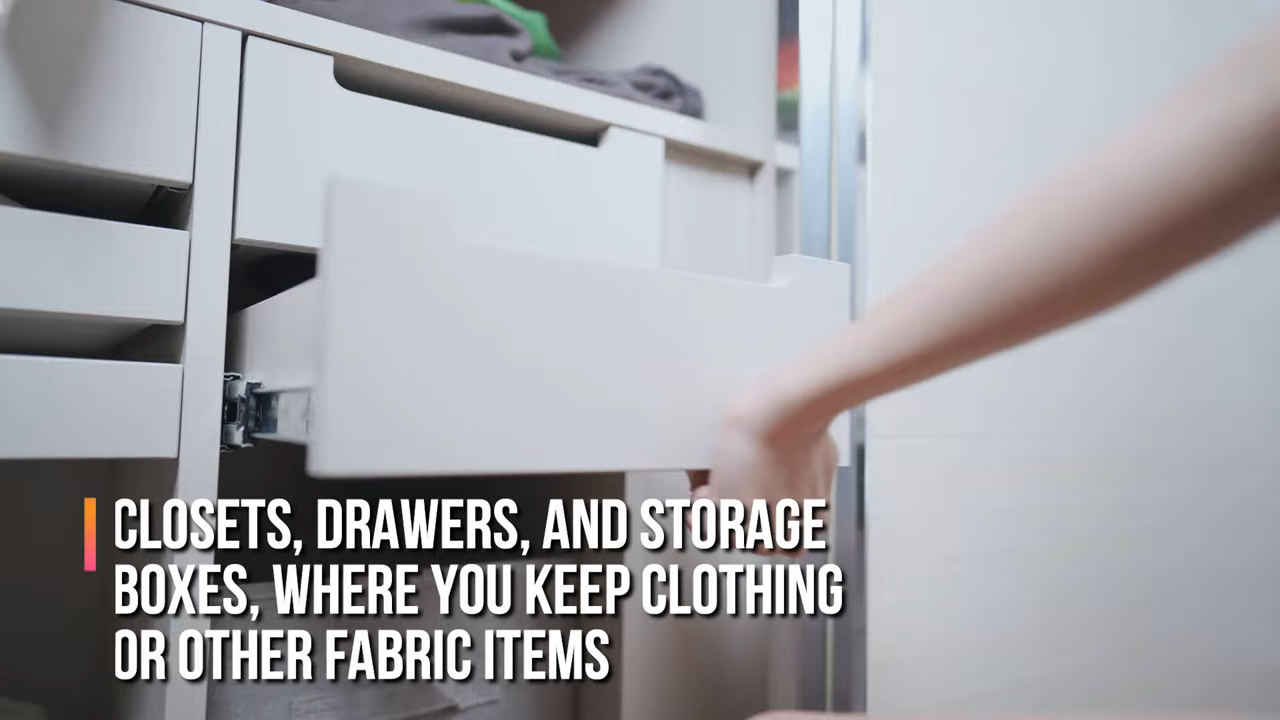 CLOSETS, DRAWERS, AND STORAGE
BOXES, WHERE YOU KEEP CLOTHING
OR OTHER FABRIC ITEMS